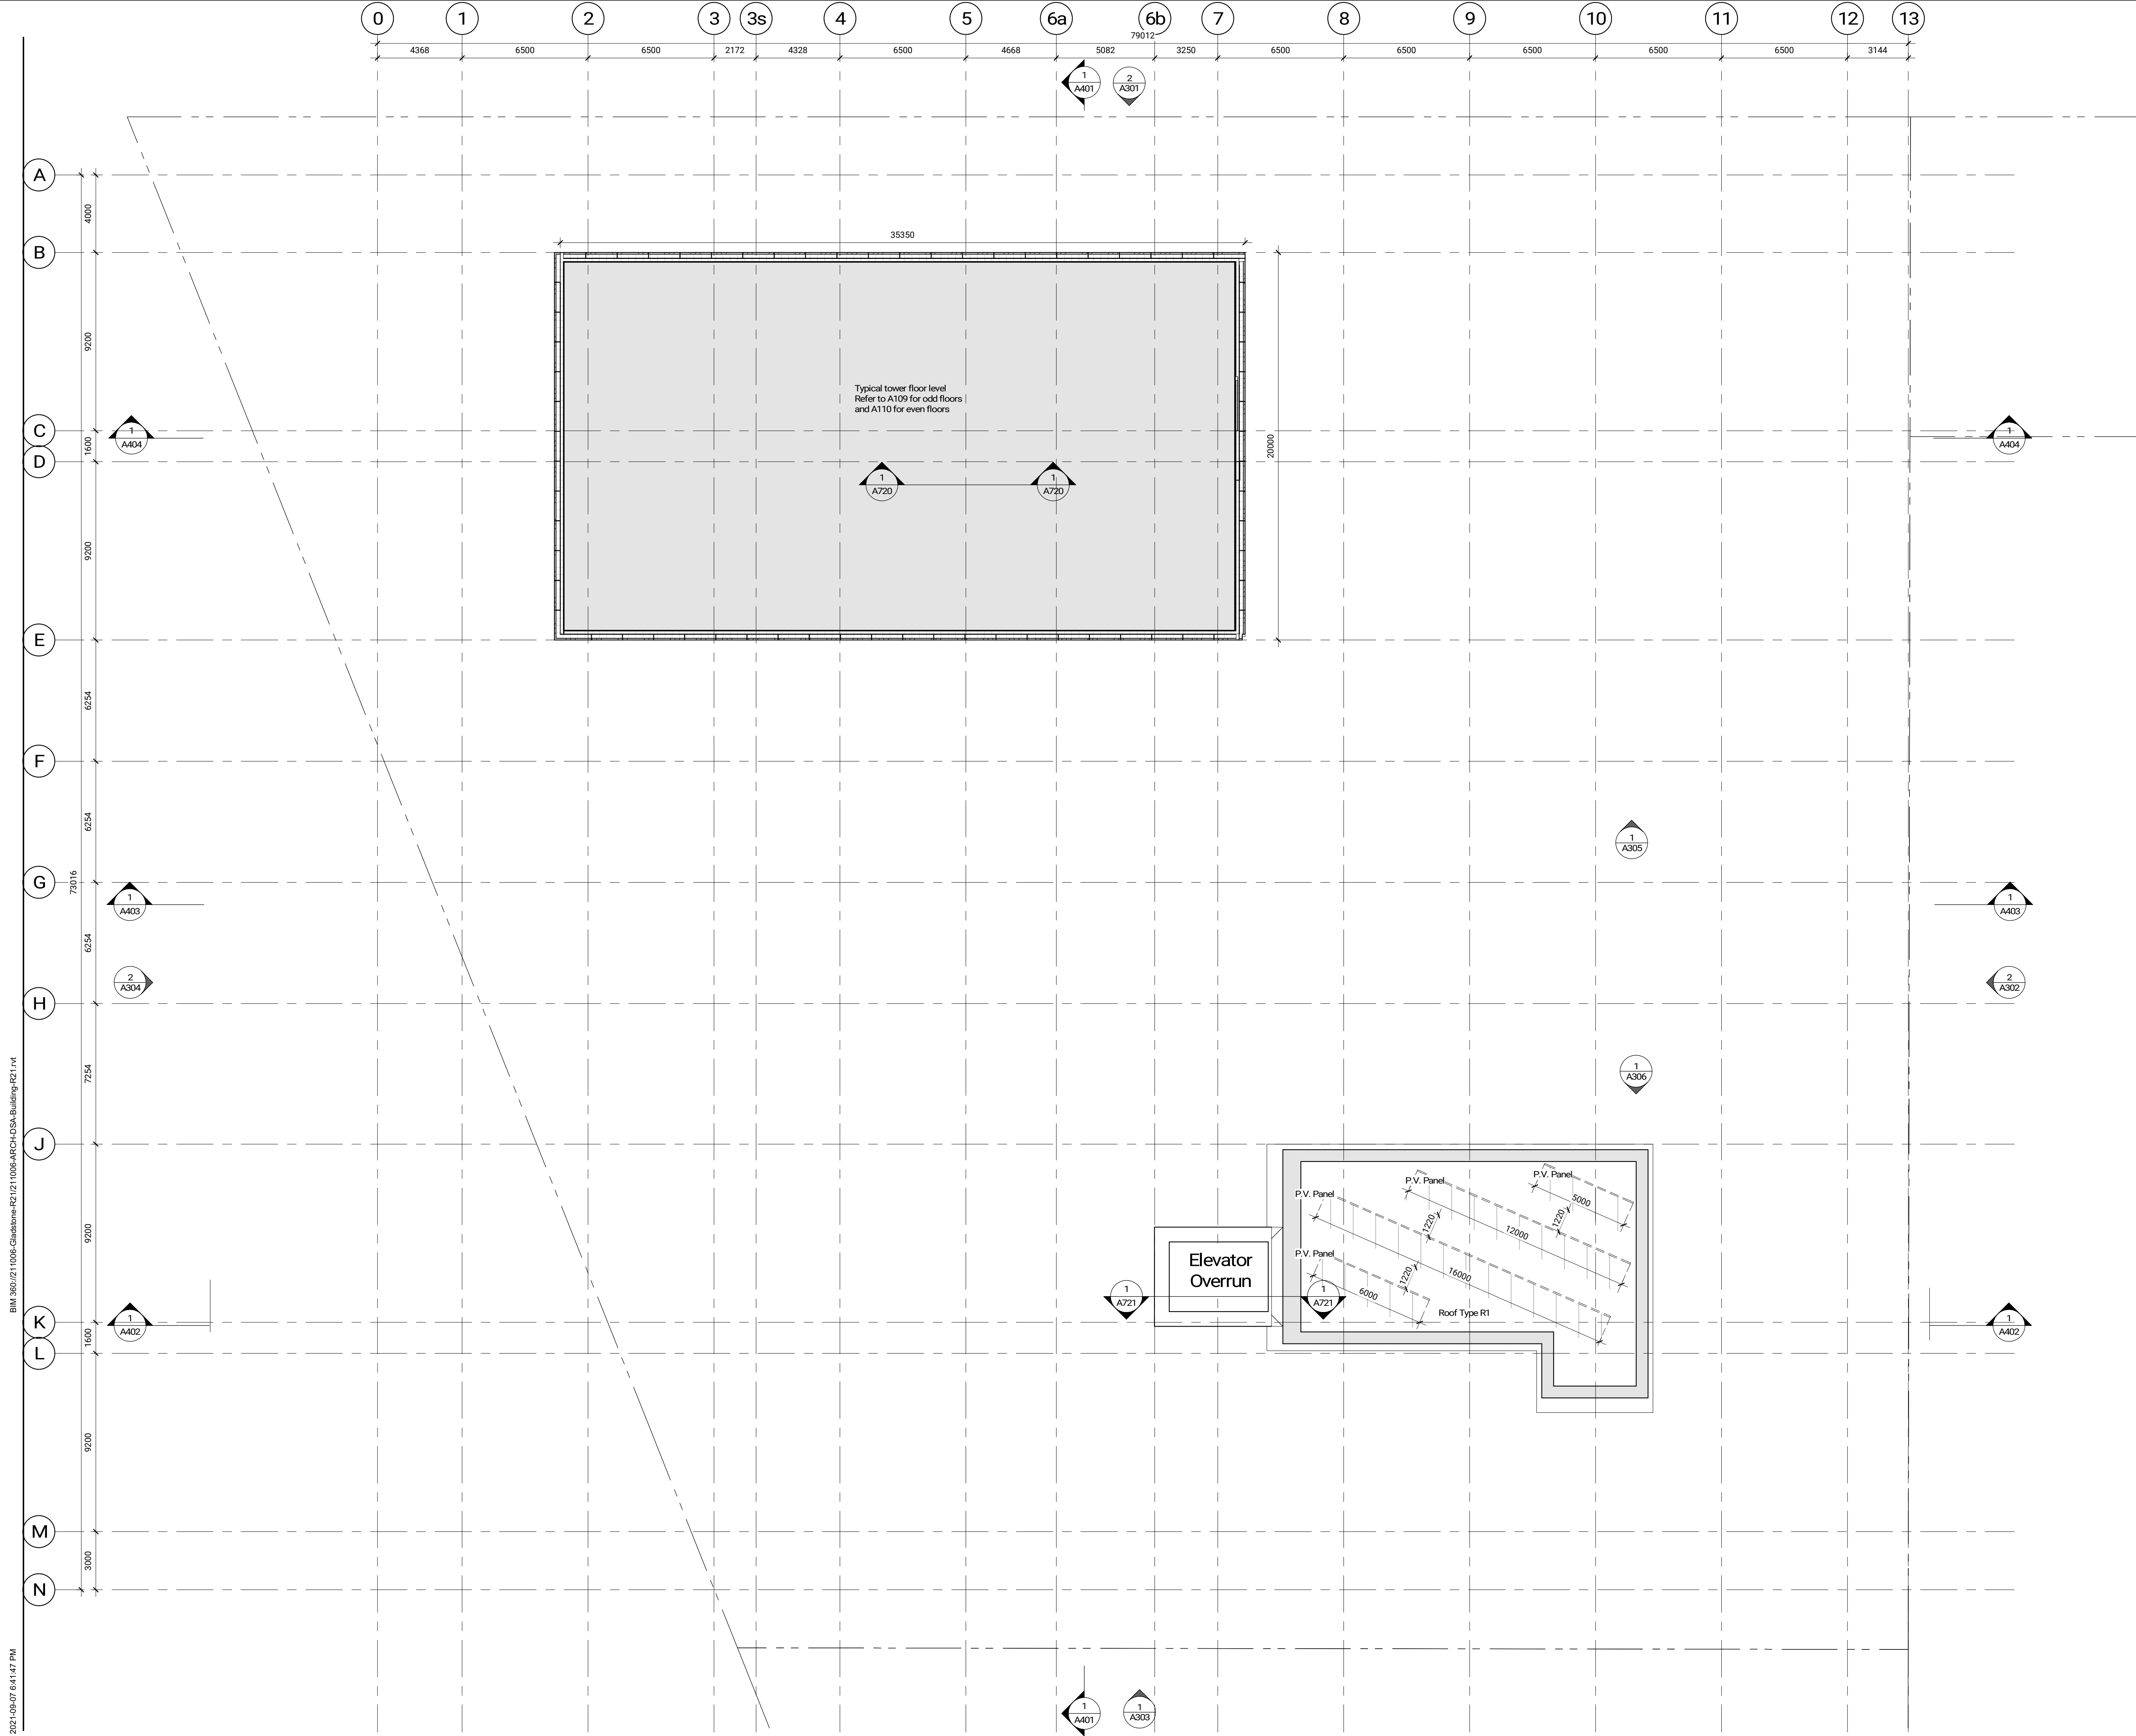 0 1 2 3 3s 4 5 6a 6b 7 8 9 10 11 12 13
79012
4368 6500 6500 2172 4328 6500 4668 5082 3250 6500 6500 6500 6500 6500 3144
1
A401
2
A301
A
4000
B
35350
9200
Typical tower floor level
Refer to A109 for odd floors
and A110 for even floors
C
1
A404
1
A404
1600
20000
D
1
A720
1
A720
9200
E
6254
F
6254
1
A305
G
73016
1
A403
1
A403
6254
2
A304
2
A302
H
7254
1
A306
J
9200
P.V. Panel
P.V. Panel
P.V. Panel
P.V. Panel
5000
1220
1220
12000
1220
16000
6000
Elevator
Overrun
1
A721
1
A721
Roof Type R1
K
1
A402
1
A402
1600
L
9200
M
3000
N
1
A401
1
A303
BIM 360://211006-Gladstone-R21/211006-ARCH-DSA-Building-R21.rvt
2021-09-07 6:41:47 PM